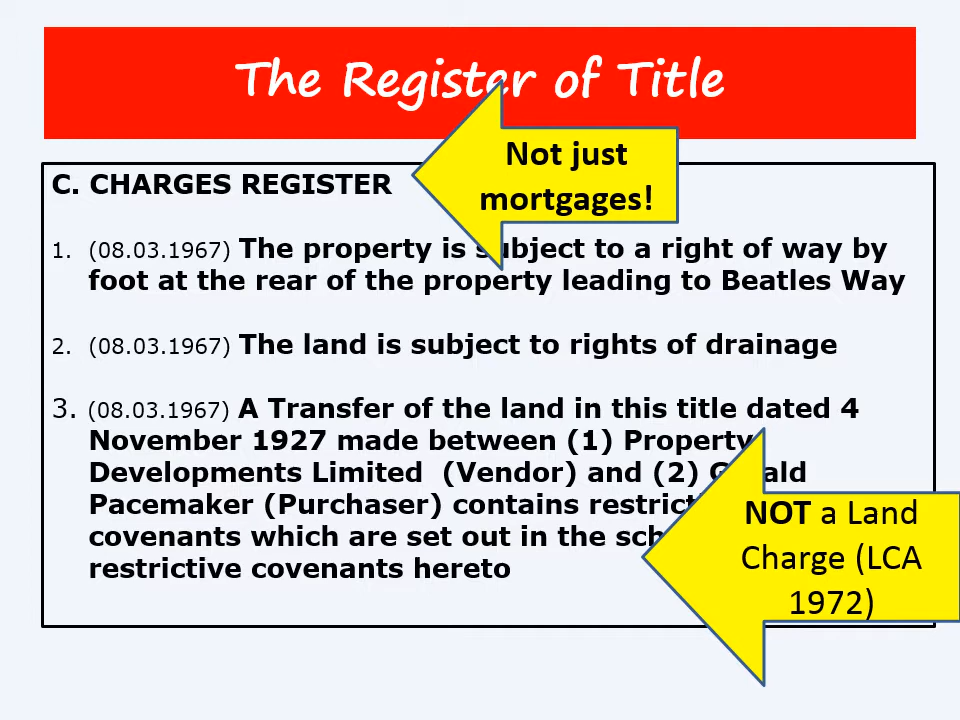 The Register of Title
Not just
mortgages!
C. CHARGES REGISTER
1. (08.03.1967) The property is subject to a right of way by
foot at the rear of the property leading to Beatles Way
2. (08.03.1967) The land is subject to rights of drainage
3. (08.03.1967) A Transfer of the land in this title dated 4
November 1927 made between (1) Property
Developments Limited (Vendor) and (2)
Pacemaker (Purchaser) contains
covenants which are set out in the
restrictive covenants hereto
NOT a Land
Charge (LCA
1972)